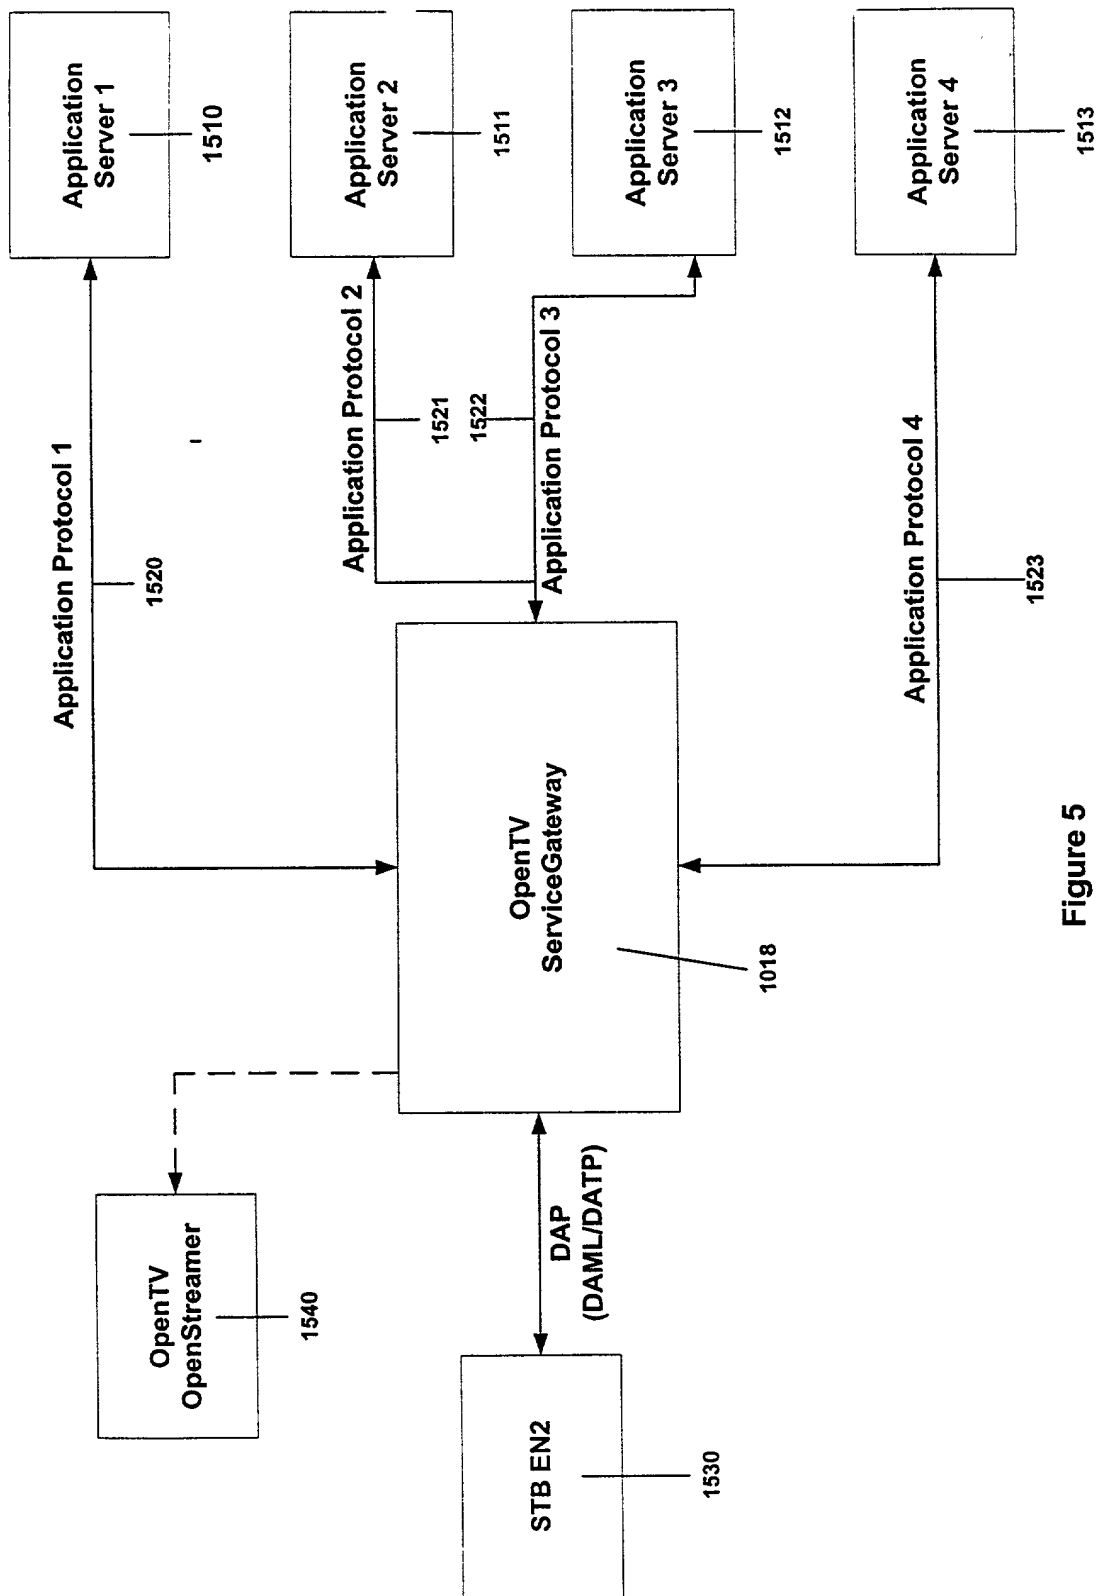 Application
Server 1
1510
Application
Server 2
1511
Application
Server 3
1512
Application
Server 4
1513
Application Protocol 1
1520
Application Protocol 2
1521
1522
Application Protocol 3
Application Protocol 4
1523
OpenTV
ServiceGateway
1018
OpenTV
OpenStreamer
1540
DAP
(DAML/DATP)
STB EN2
1530
Figure 5